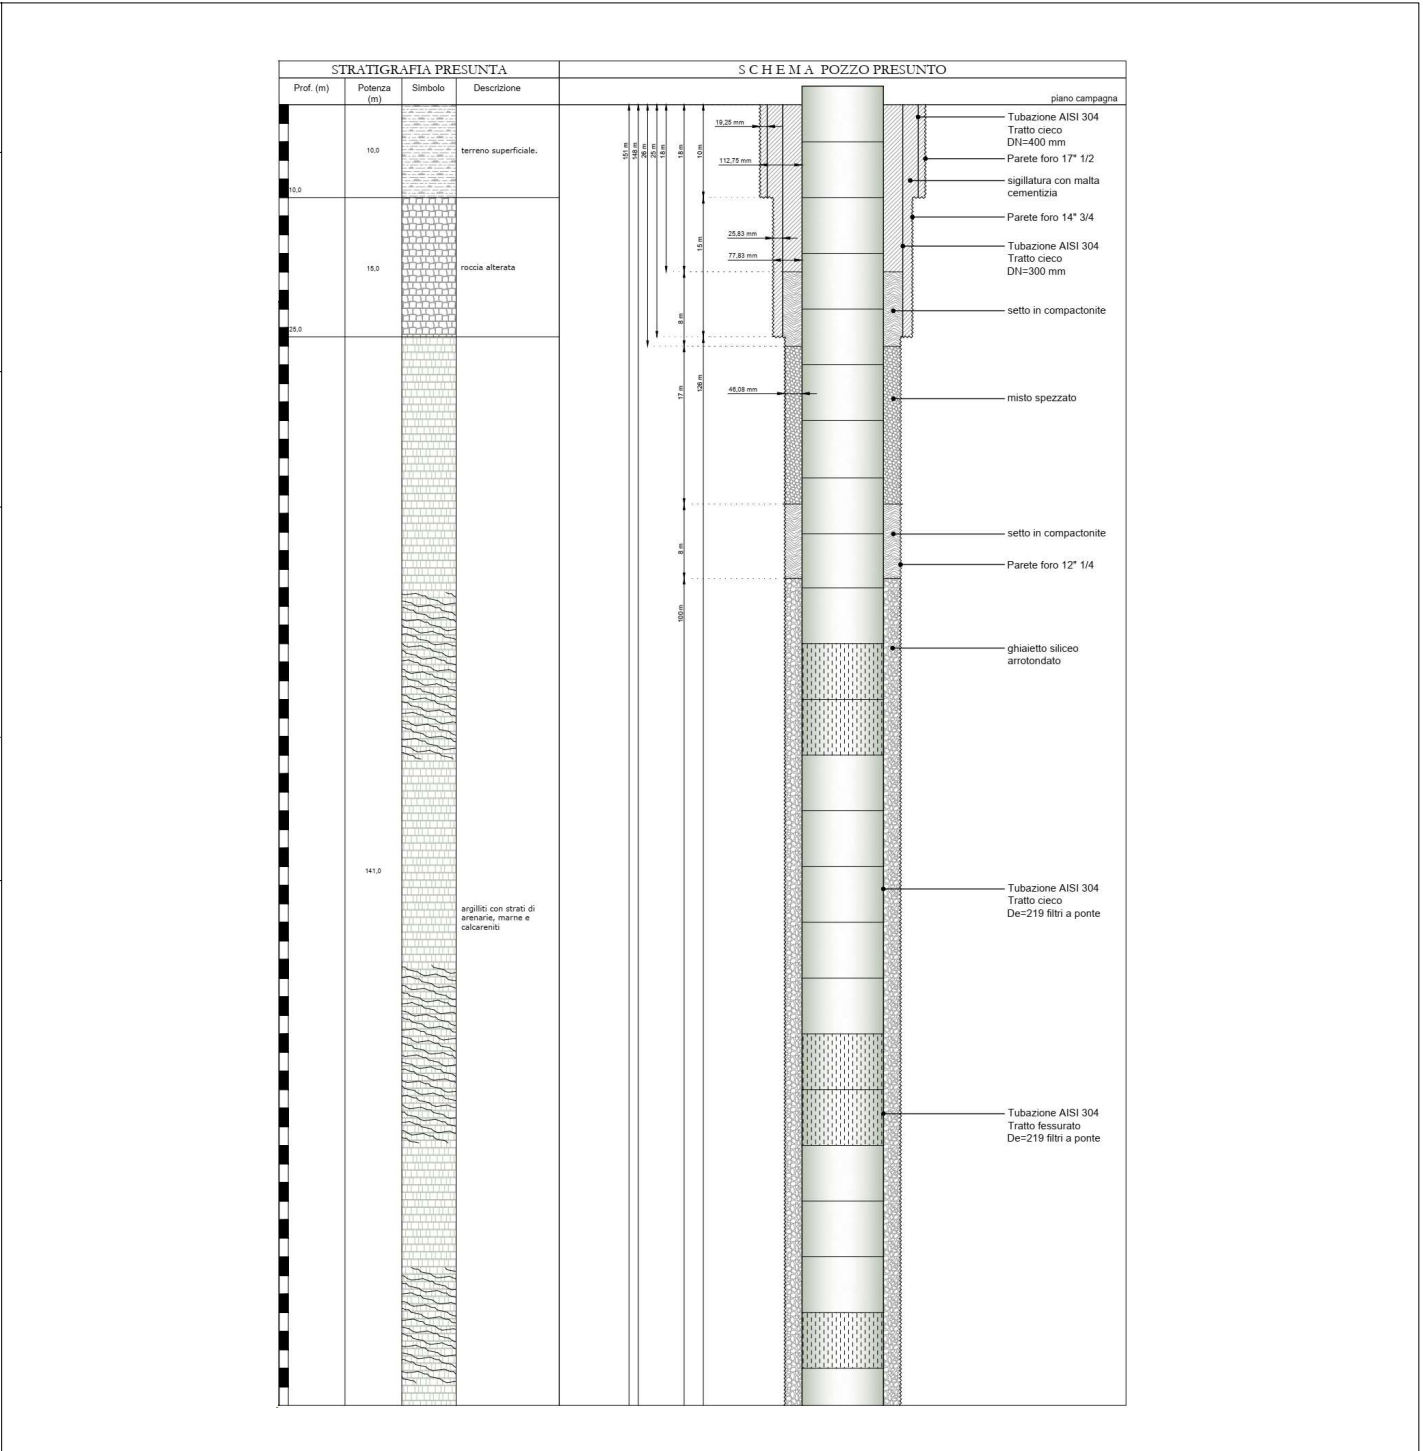 STRATIGRAFIA PRESUNTA
S C H E M A POZZO PRESUNTO
Prof. (m)
Potenza
(m)
Simbolo
Descrizione
piano campagna
10,0
terreno superficiale.
10,0
15,0
roccia alterata
25,0
141,0
argilliti con strati di
arenarie, marne e
calcareniti
151 m
148 m
26 m
25 m
18 m
18 m
10 m
15 m
8 m
17 m
126 m
8 m
100 m
19,25 mm
112,75 mm
25,83 mm
77,83 mm
46,08 mm
Tubazione AISI 304
Tratto cieco
DN=400 mm
Parete foro 17" 1/2
sigillatura con malta
cementizia
Parete foro 14" 3/4
Tubazione AISI 304
Tratto cieco
DN=300 mm
setto in compactonite
misto spezzato
setto in compactonite
Parete foro 12" 1/4
ghiaietto siliceo
arrotondato
Tubazione AISI 304
Tratto cieco
De=219 filtri a ponte
Tubazione AISI 304
Tratto fessurato
De=219 filtri a ponte